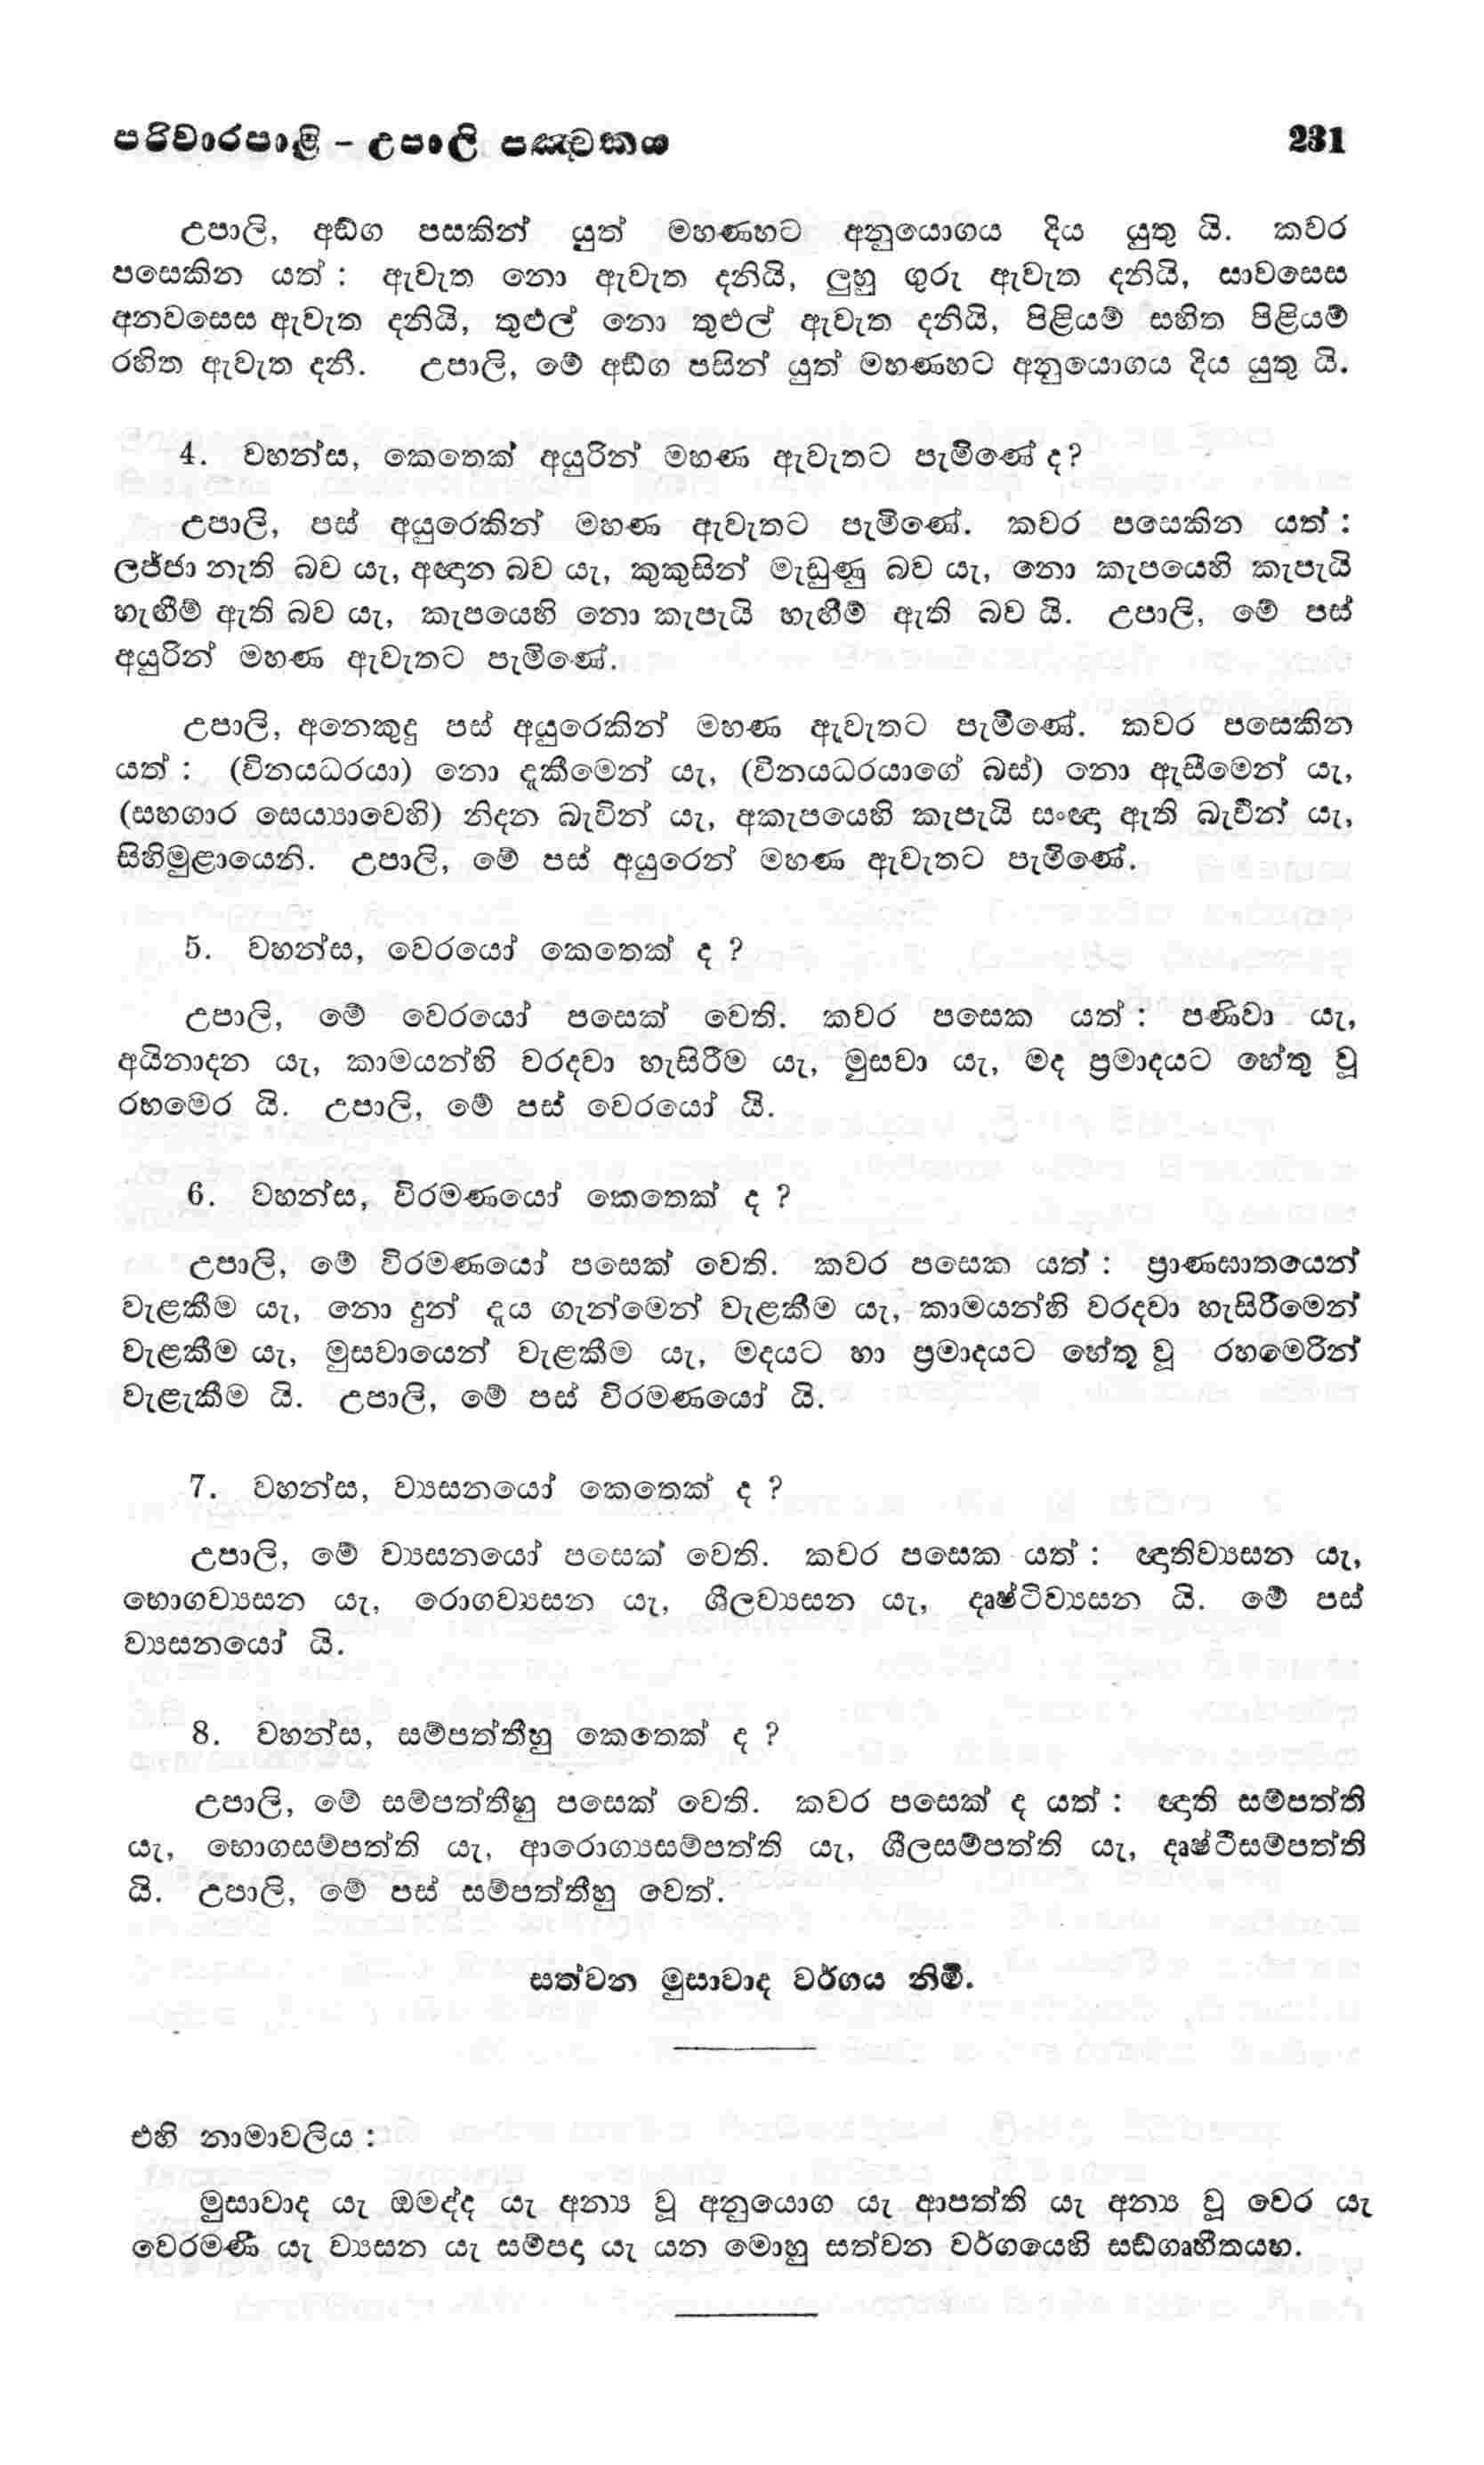 පරිවාරපාළි – උපාලි පඤ්චකය 231
උපාලි, අඞ්ග පසකින් යුත් මහණහට අනුයොගය දිය යුතු යි. කවර
පසෙකින යත් : ඇවැත නො ඇවැත දනියි, ලුහු ගුරු ඇවැත දනියි, සාවසෙස
අනවසෙස ඇවැත දනියි, තුළුල් නො තුළුල් ඇවැත දනියි, පිළියම් සහිත පිළියම්
රහිත ඇවැත දනී. උපාලි, මේ අඞ්ග පසින් යුත් මහණහට අනුයොගය දිය යුතු යි.
4. වහන්ස, කෙතෙක් අයුරින් මහණ ඇවැතට පැමිණේ ද?
උපාලි, පස් අයුරෙකින් මහණ ඇවැතට පැමිණේ. කවර පසෙකින යත් :
ලජ්ජා නැති බව යැ, අඥාන බව යැ, කුකුසින් මැඩුණු බව යැ, නො කැපයෙහි කැපැයි
හැඟීම් ඇති බව යැ, කැපයෙහි නො කැපැයි හැඟීම් ඇති බව යි. උපාලි, මේ පස්
අයුරින් මහණ ඇවැතට පැමිණේ.
උපාලි, අනෙකුදු පස් අයුරෙකින් මහණ ඇවැතට පැමිණේ. කවර පසෙකින
යත් : (විනයධරයා) නො දැකීමෙන් යැ, (විනයධරයාගේ බස්) නො ඇසීමෙන් යැ,
(සහගාර සෙය්‍යාවෙහි) නිදන බැවින් යැ, අකැපයෙහි කැපැයි සංඥා ඇති බැවින් යැ,
සිහිමුළායෙනි. උපාලි, මේ පස් අයුරෙන් මහණ ඇවැතට පැමිණේ.
5. වහන්ස, වෙරයෝ කෙතෙක් ද ?
උපාලි, මේ වෙරයෝ පසෙක් වෙති. කවර පසෙක යත් : පණිවා යැ,
අයිනාදන යැ, කාමයන්හි වරදවා හැසිරීම යැ, මුසවා යැ, මද ප්‍රමාදයට හේතු වූ
රහමෙර යි. උපාලි, මේ පස් වෙරයෝ යි.
6. වහන්ස, විරමණයෝ කෙතෙක් ද ?
උපාලි, මේ විරමණයෝ පසෙක් වෙති. කවර පසෙක යත් : ප්‍රාණඝාතයෙන්
වැළකීම යැ, නො දුන් දෑය ගැන්මෙන් වැළකීම යැ, කාමයන්හි වරදවා හැසිරීමෙන්
වැළකීම යැ, මුසවායෙන් වැළකීම යැ, මදයට හා ප්‍රමාදයට හේතු වූ රහමෙරින්
වැළැකීම යි. උපාලි, මේ පස් විරමණයෝ යි.
7. වහන්ස, ව්‍යසනයෝ කෙතෙක් ද ?
උපාලි, මේ ව්‍යසනයෝ පසෙක් වෙති. කවර පසෙක යත් : ඥාතිව්‍යසන යැ,
භොගව්‍යසන යැ, රොගව්‍යසන යැ, ශීලව්‍යසන යැ, දෘෂ්ටිව්‍යසන යි. මේ පස්
ව්‍යසනයෝ යි.
8. වහන්ස, සම්පත්තීහු කෙතෙක් ද ?
උපාලි, මේ සම්පත්තීහු පසෙක් වෙති. කවර පසෙක් ද යත් : ඥාති සම්පත්ති
යැ, භොගසම්පත්ති යැ, ආරොග්‍යසම්පත්ති යැ, ශීලසම්පත්ති යැ, දෘෂ්ටිසම්පත්ති
යි. උපාලි, මේ පස් සම්පත්තීහු වෙත්.
සත්වන මුසාවාද වර්ගය නිමි.
එහි නාමාවලිය :
මුසාවාද යැ ඔමද්ද යැ අන්‍ය වූ අනුයොග යැ ආපත්ති යැ අන්‍ය වූ වෙර යැ
වෙරමණී යැ ව්‍යසන යැ සම්පදා යැ යන මොහු සත්වන වර්ගයෙහි සඞ්ගෘහීතයහ.